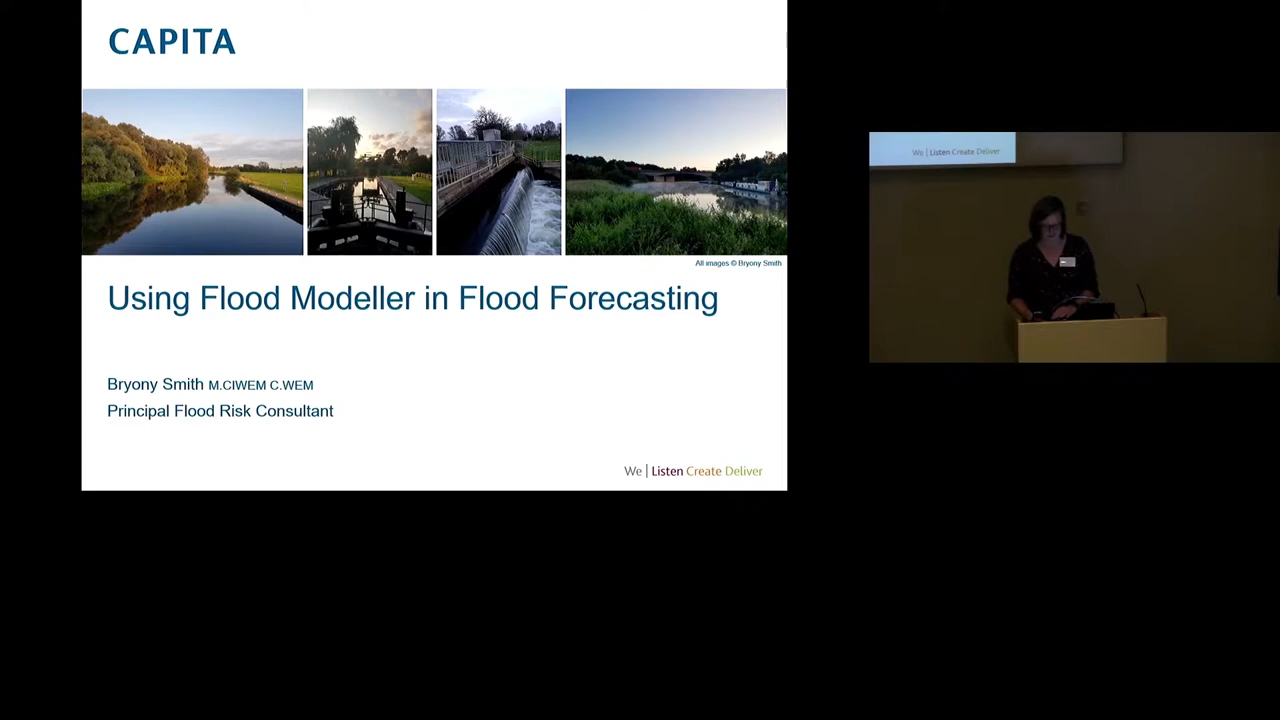 CAPITA
All images © Bryony Smith
Using Flood Modeller in Flood Forecasting
Bryony Smith M.CIWEM C.WEM
Principal Flood Risk Consultant
We | Listen Create Deliver
We | Listen Create Deliver